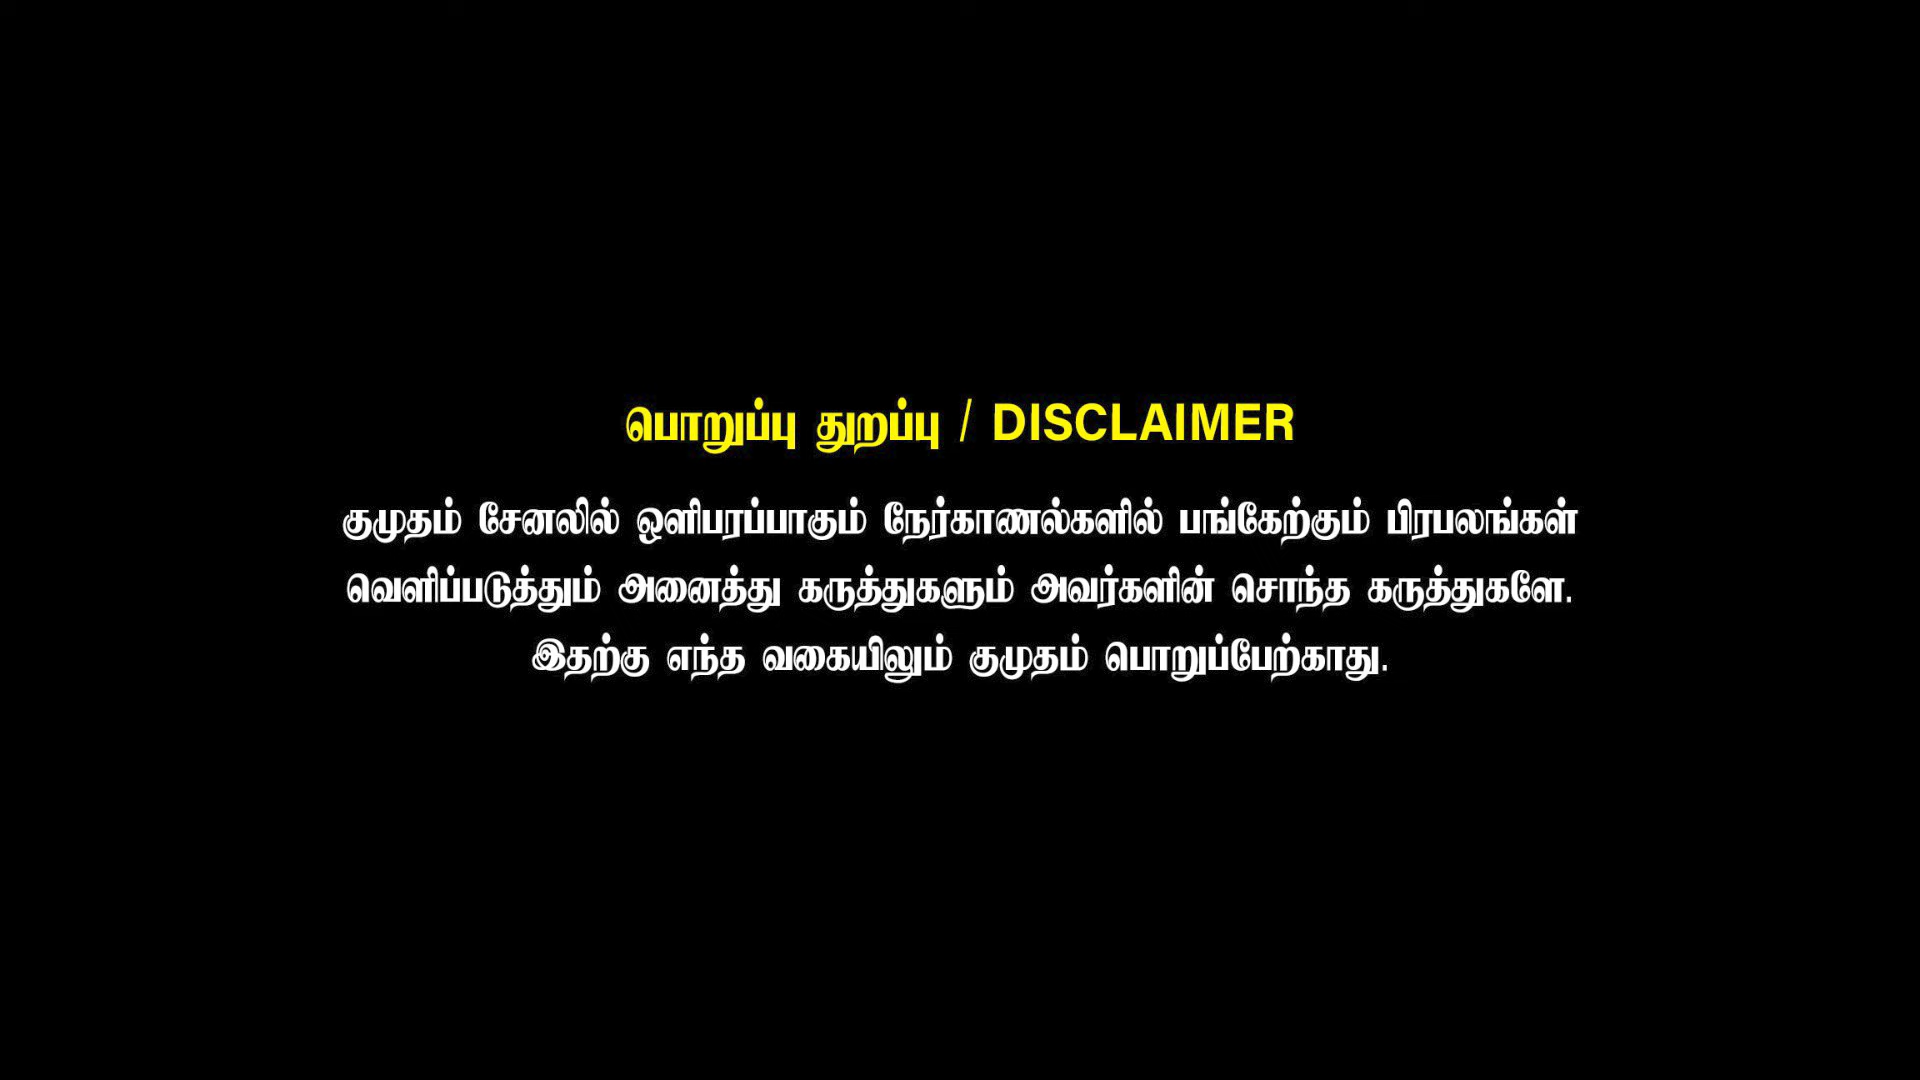 பொறுப்பு துறப்பு / DISCLAIMER
குமுதம் சேனலில் ஒளிபரப்பாகும் நேர்காணல்களில் பங்கேற்கும் பிரபலங்கள்
வெளிப்படுத்தும் அனைத்து கருத்துகளும் அவர்களின் சொந்த கருத்துகளே.
இதற்கு எந்த வகையிலும் குமுதம் பொறுப்பேற்காது.